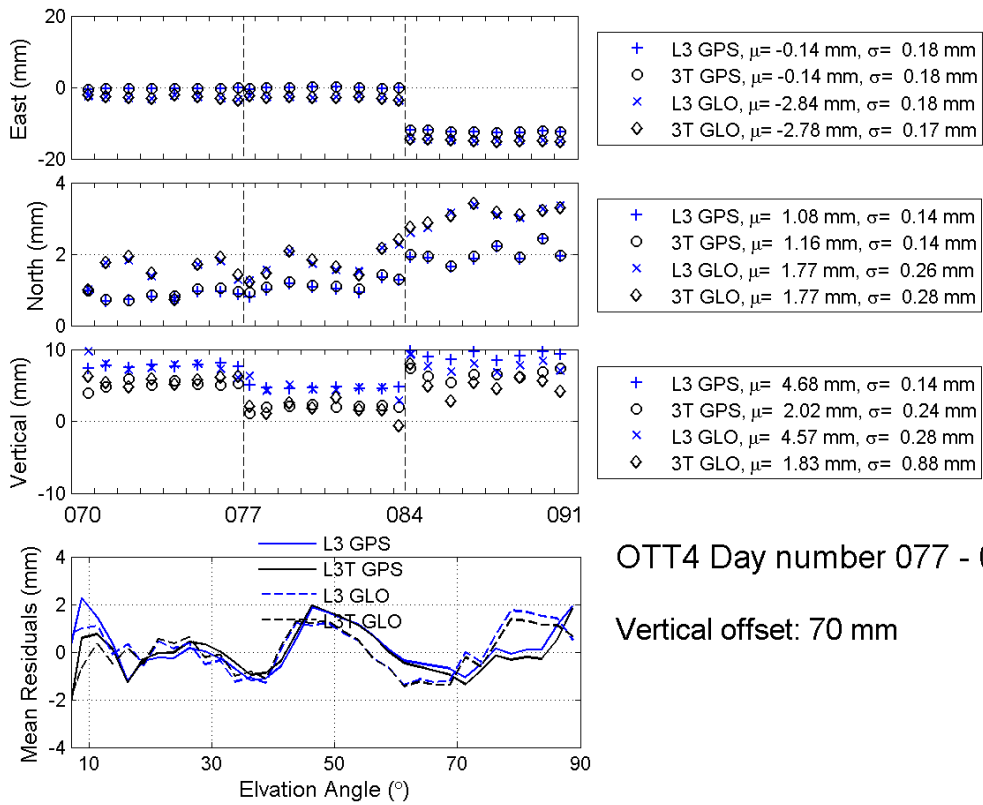 20
0
-20
East (mm)
+ L3 GPS, μ= -0.14 mm, σ= 0.18 mm
○ 3T GPS, μ= -0.14 mm, σ= 0.18 mm
× L3 GLO, μ= -2.84 mm, σ= 0.18 mm
◇ 3T GLO, μ= -2.78 mm, σ= 0.17 mm
4
2
0
North (mm)
+ L3 GPS, μ= 1.08 mm, σ= 0.14 mm
○ 3T GPS, μ= 1.16 mm, σ= 0.14 mm
× L3 GLO, μ= 1.77 mm, σ= 0.26 mm
◇ 3T GLO, μ= 1.77 mm, σ= 0.28 mm
10
0
-10
Vertical (mm)
+ L3 GPS, μ= 4.68 mm, σ= 0.14 mm
○ 3T GPS, μ= 2.02 mm, σ= 0.24 mm
× L3 GLO, μ= 4.57 mm, σ= 0.28 mm
◇ 3T GLO, μ= 1.83 mm, σ= 0.88 mm
070 077 084 091
4
2
0
-2
-4
Mean Residuals (mm)
L3 GPS
L3T GPS
L3 GLO
L3T GLO
10 30 50 70 90
Elvation Angle (°)
OTT4 Day number 077 -
Vertical offset: 70 mm